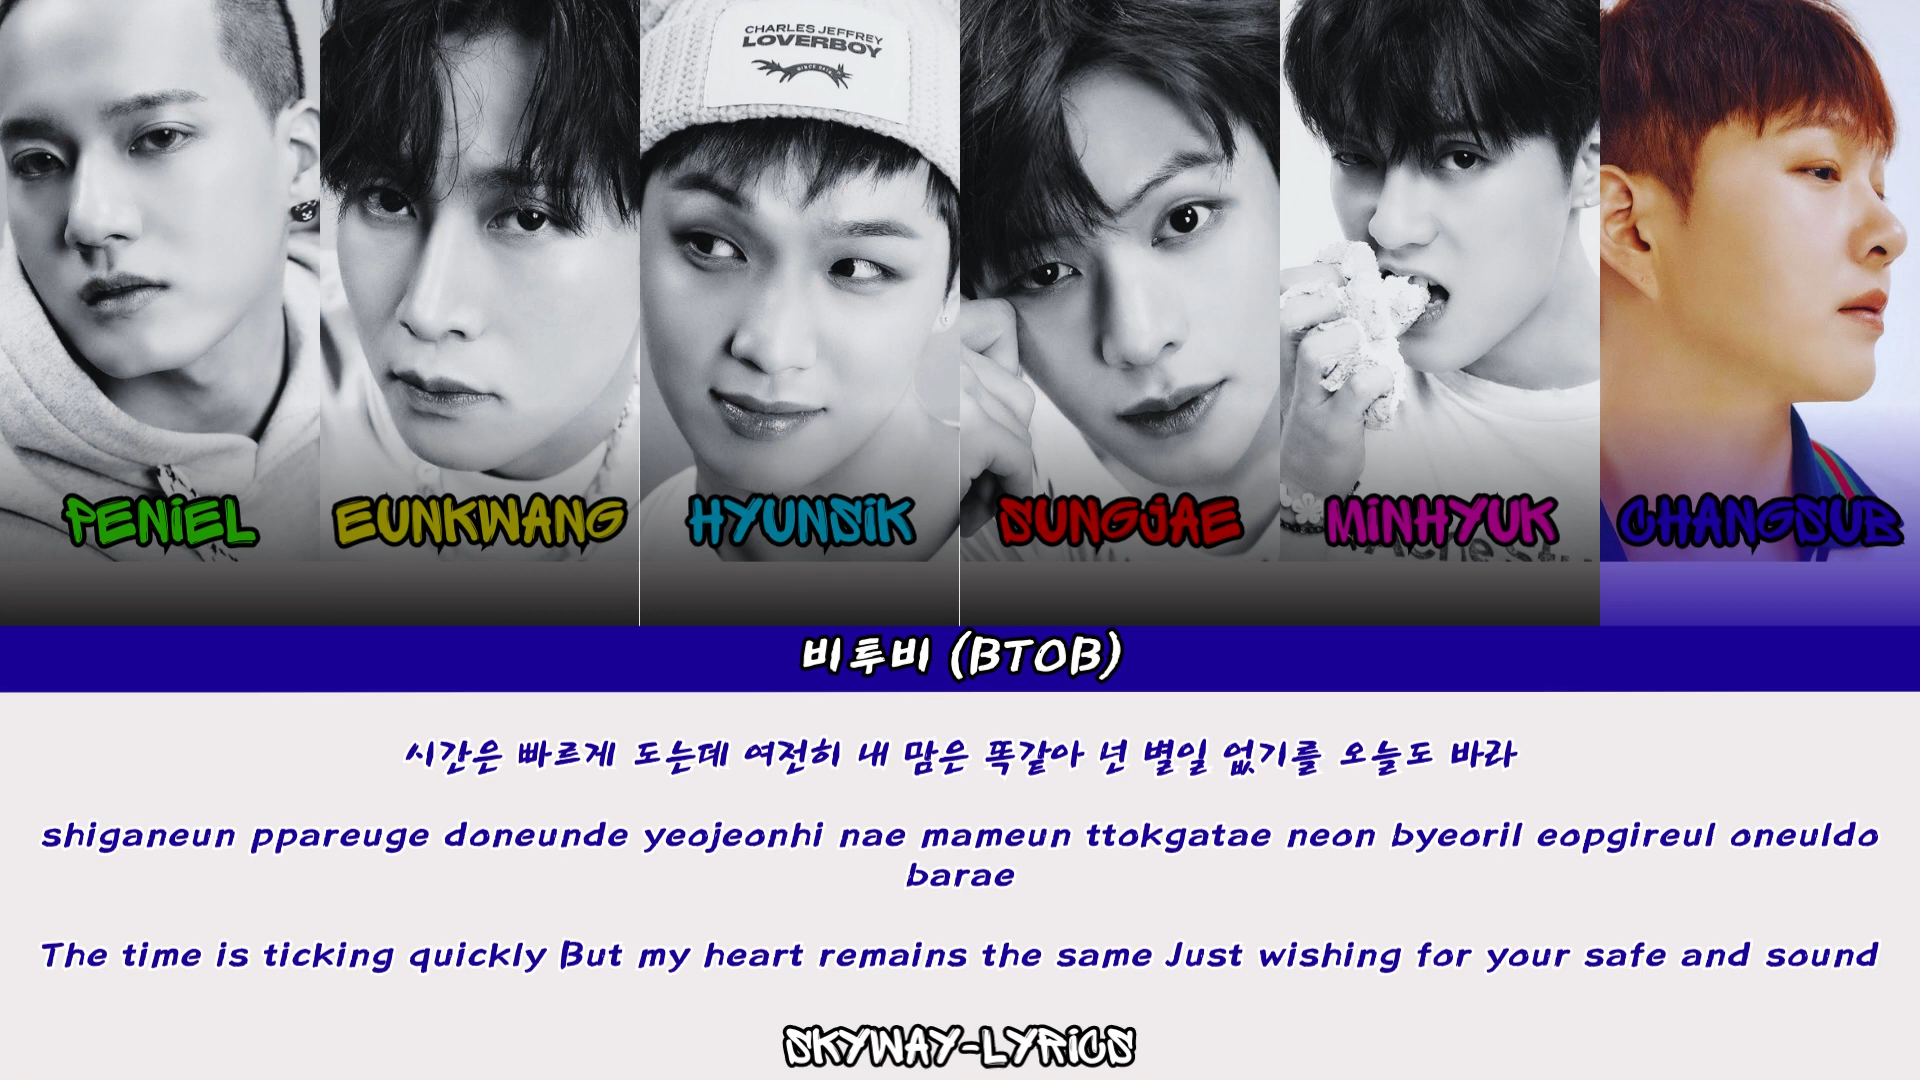 CHARLES JEFFREY
LOVERBOY
SINCE
PENIEL
EUNKWANG
HYUNSIK
SUNGJAE
MINHYUK
CHANGSUB
비투비 (BTOB)
시간은 빠르게 도는데 여전히 내 맘은 똑같아 넌 별일 없기를 오늘도 바라
shiganeun ppareuge doneunde yeojeonhi nae mameun ttokgatae neon byeoril eopgireul oneuldo
barae
The time is ticking quickly But my heart remains the same Just wishing for your safe and sound
SKYWAY-LYRICS